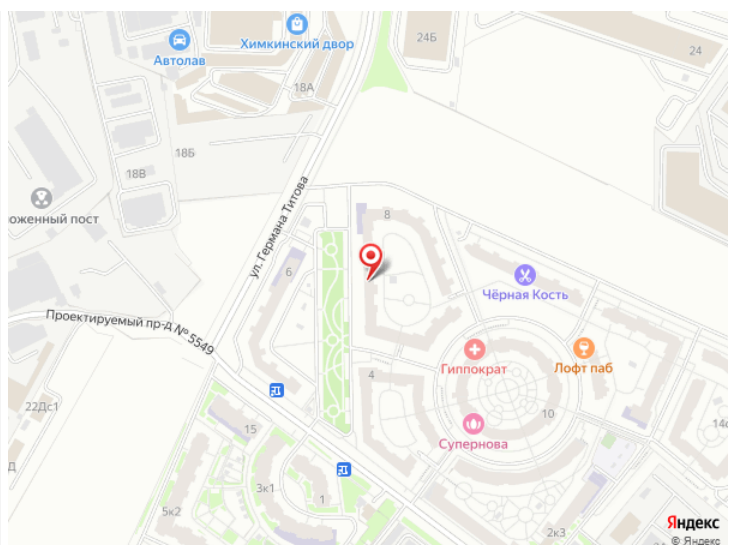 24Б
24
Химкинский двор
Автолав
18А
18Б
18В
оженный пост
ул. Германа Титова
8
6
Чёрная Кость
Проектируемый пр-д № 5549
Гиппократ
Лофт паб
4
22Дс1
10
Супернова
15
Д
3к1
1
5к2
2к3
Яндекс
© Яндекс